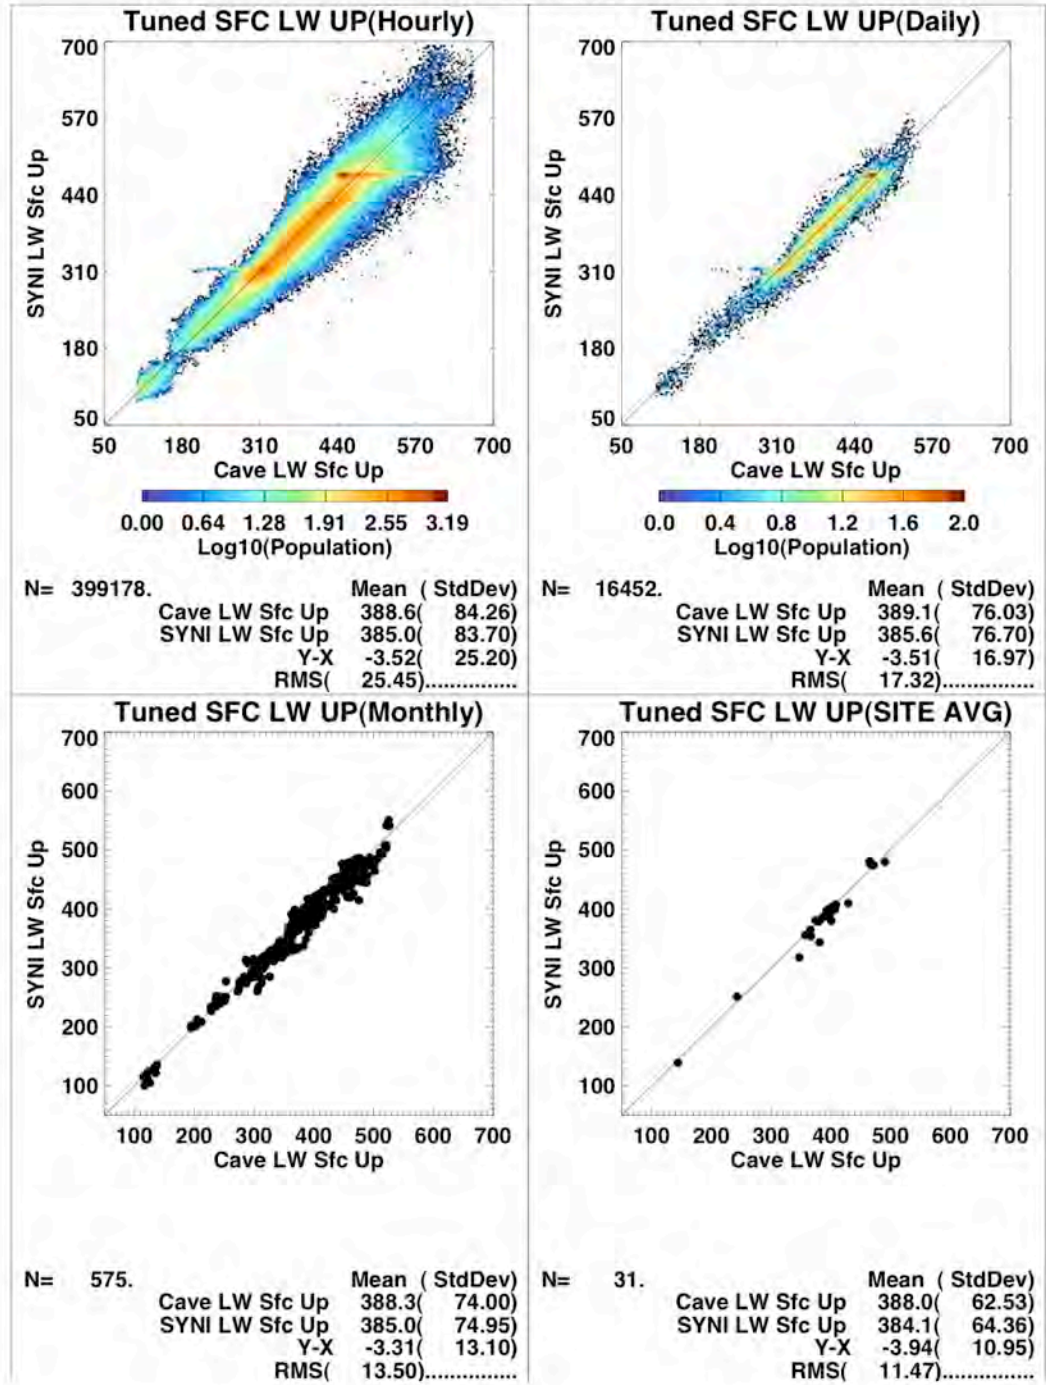 Tuned SFC LW UP(Hourly)
700
570
440
310
180
50
SYNI LW Sfc Up
50 180 310 440 570 700
Cave LW Sfc Up
0.00 0.64 1.28 1.91 2.55 3.19
Log10(Population)
N= 399178. Mean ( StdDev)
Cave LW Sfc Up 388.6( 84.26)
SYNI LW Sfc Up 385.0( 83.70)
Y-X -3.52( 25.20)
RMS( 25.45)...............
Tuned SFC LW UP(Daily)
700
570
440
310
180
50
SYNI LW Sfc Up
50 180 310 440 570 700
Cave LW Sfc Up
0.0 0.4 0.8 1.2 1.6 2.0
Log10(Population)
N= 16452. Mean ( StdDev)
Cave LW Sfc Up 389.1( 76.03)
SYNI LW Sfc Up 385.6( 76.70)
Y-X -3.51( 16.97)
RMS( 17.32)...............
Tuned SFC LW UP(Monthly)
700
600
500
400
300
200
100
SYNI LW Sfc Up
100 200 300 400 500 600 700
Cave LW Sfc Up
N= 575. Mean ( StdDev)
Cave LW Sfc Up 388.3( 74.00)
SYNI LW Sfc Up 385.0( 74.95)
Y-X -3.31( 13.10)
RMS( 13.50)...............
Tuned SFC LW UP(SITE AVG)
700
600
500
400
300
200
100
SYNI LW Sfc Up
100 200 300 400 500 600 700
Cave LW Sfc Up
N= 31. Mean ( StdDev)
Cave LW Sfc Up 388.0( 62.53)
SYNI LW Sfc Up 384.1( 64.36)
Y-X -3.94( 10.95)
RMS( 11.47)...............